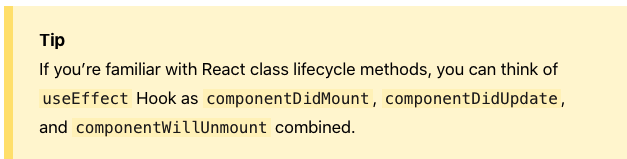 Tip
If you’re familiar with React class lifecycle methods, you can think of
useEffect Hook as componentDidMount, componentDidUpdate,
and componentWillUnmount combined.